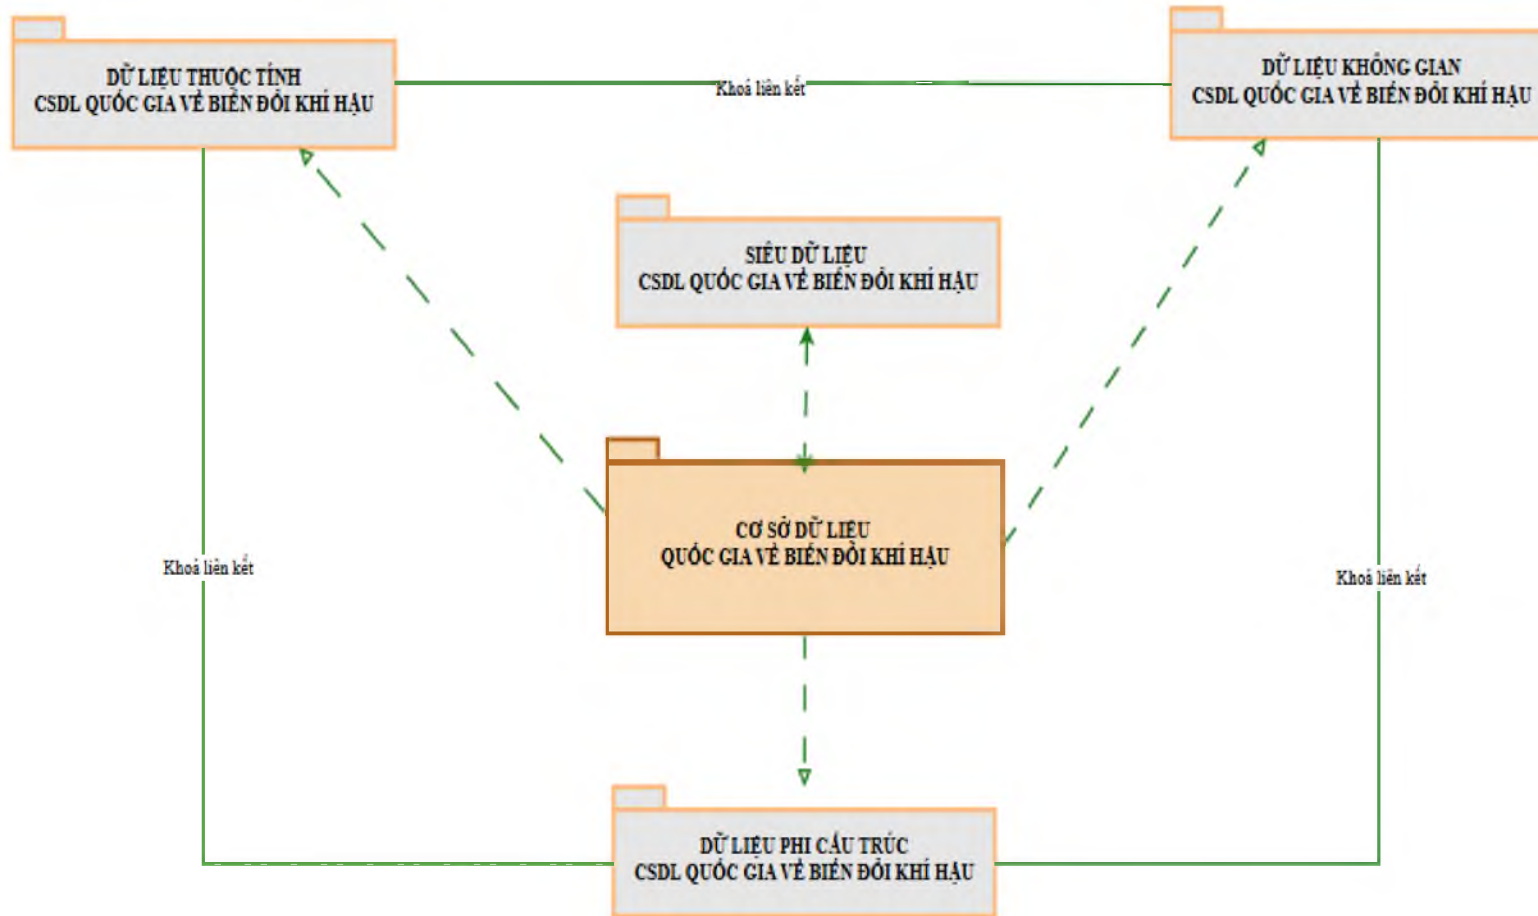 DỮ LIỆU THUỘC TÍNH
CSDL QUỐC GIA VỀ BIẾN ĐỔI KHÍ HẬU
Khoá liên kết
DỮ LIỆU KHÔNG GIAN
CSDL QUỐC GIA VỀ BIẾN ĐỔI KHÍ HẬU
SIÊU DỮ LIỆU
CSDL QUỐC GIA VỀ BIẾN ĐỔI KHÍ HẬU
CƠ SỞ DỮ LIỆU
QUỐC GIA VỀ BIẾN ĐỔI KHÍ HẬU
Khoá liên kết
Khoá liên kết
DỮ LIỆU PHI CẤU TRÚC
CSDL QUỐC GIA VỀ BIẾN ĐỔI KHÍ HẬU